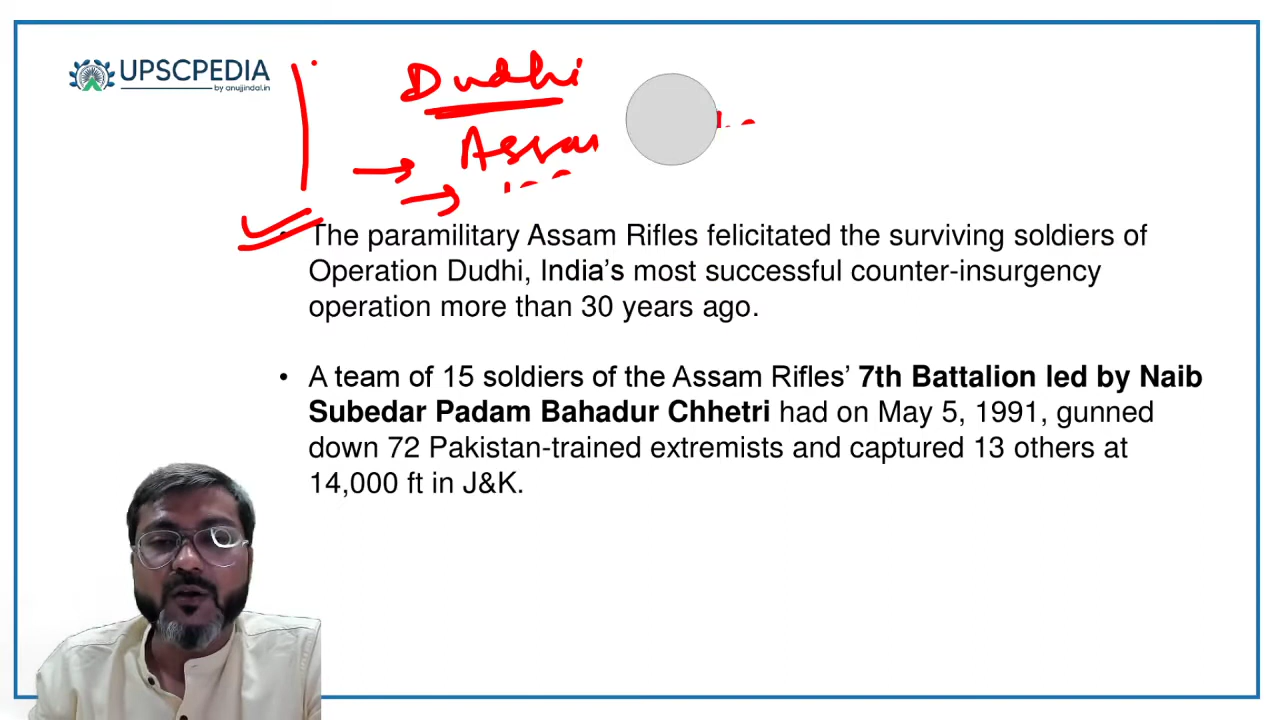 UPSCPEDIA
by anujjindal.in
Dudhi
Assam
• The paramilitary Assam Rifles felicitated the surviving soldiers of
Operation Dudhi, India’s most successful counter-insurgency
operation more than 30 years ago.
• A team of 15 soldiers of the Assam Rifles’ 7th Battalion led by Naib
Subedar Padam Bahadur Chhetri had on May 5, 1991, gunned
down 72 Pakistan-trained extremists and captured 13 others at
14,000 ft in J&K.